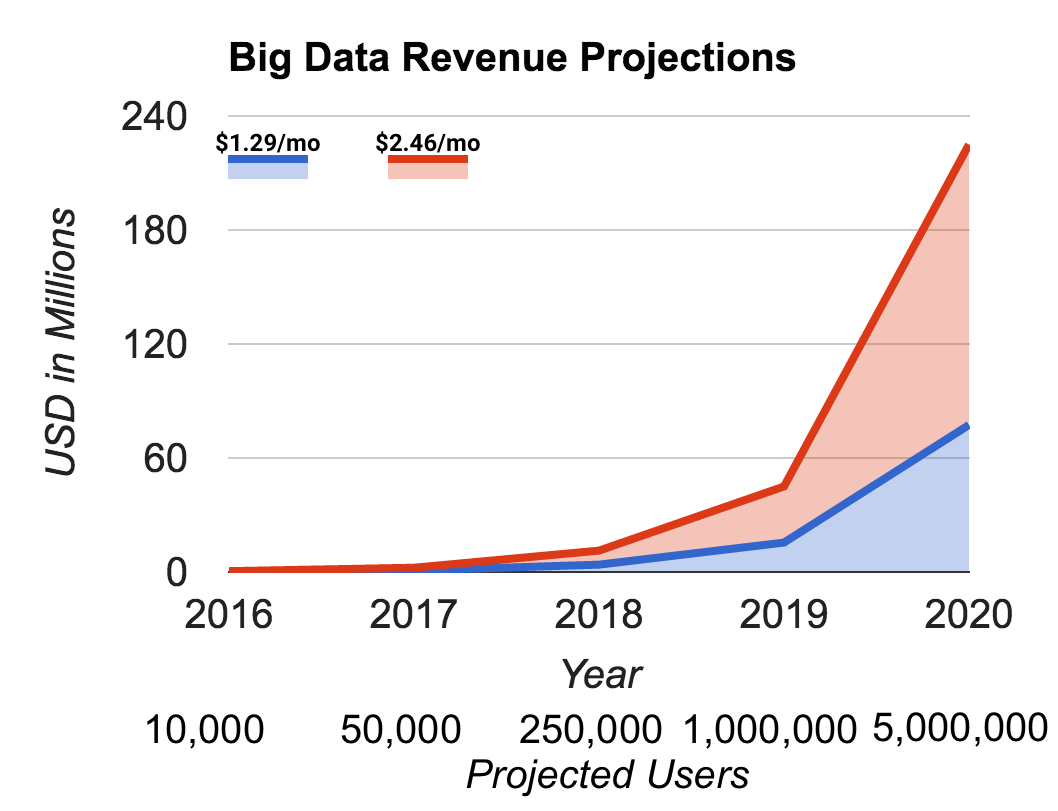 Big Data Revenue Projections
240
$1.29/mo $2.46/mo
180
120
60
0
USD in Millions
2016 2017 2018 2019 2020
Year
10,000 50,000 250,000 1,000,000 5,000,000
Projected Users